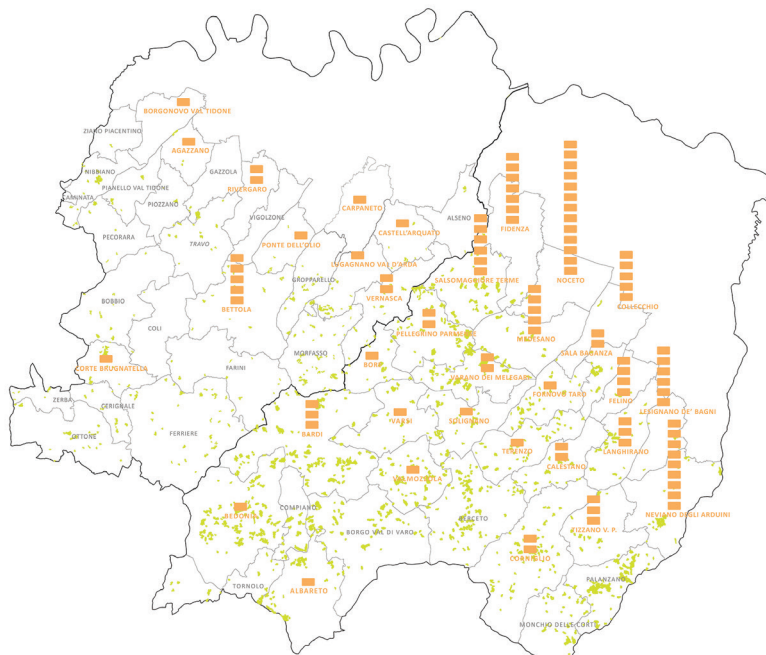 BORGONOVO VAL TIDONE
ZIANO PIACENTINO
AGAZZANO
NIBBIANO
GAZZOLA
RIVERGARO
PIANELLO VAL TIDONE
CAMINATA
PIOZZANO
CARPANETO
VIGOLZONE
ALSENO
CASTELL'ARQUATO
FIDENZA
PECORARA
TRAVO
PONTE DELL'OLIO
LUGAGNANO VAL D'ARDA
GROPPARELLO
SALSOMAGGIORE TERME
NOCETO
VERNASCA
BOBBIO
BETTOLA
COLLECCHIO
COLI
PELLEGRINO PARMENSE
MEDESANO
SALA BAGANZA
MORFASSO
BORE
CORTE BRUGNATELLA
FARINI
VARANO DEI MELEGARI
FORNOVO TARO
FELINO
ZERBA
CERIGNALE
LESIGNANO DE' BAGNI
VARSI
SOLIGNANO
OTTONE
FERRIERE
BARDI
TERENZO
CALESTANO
LANGHIRANO
VALMOZZOLA
COMPIANO
NEVIANO DEGLI ARDUINI
BEDONIA
BERCETO
BORGO VAL DI TARO
TIZZANO V. P.
CORNIGLIO
PALANZANO
TORNOLO
ALBARETO
MONCHIO DELLE CORTI